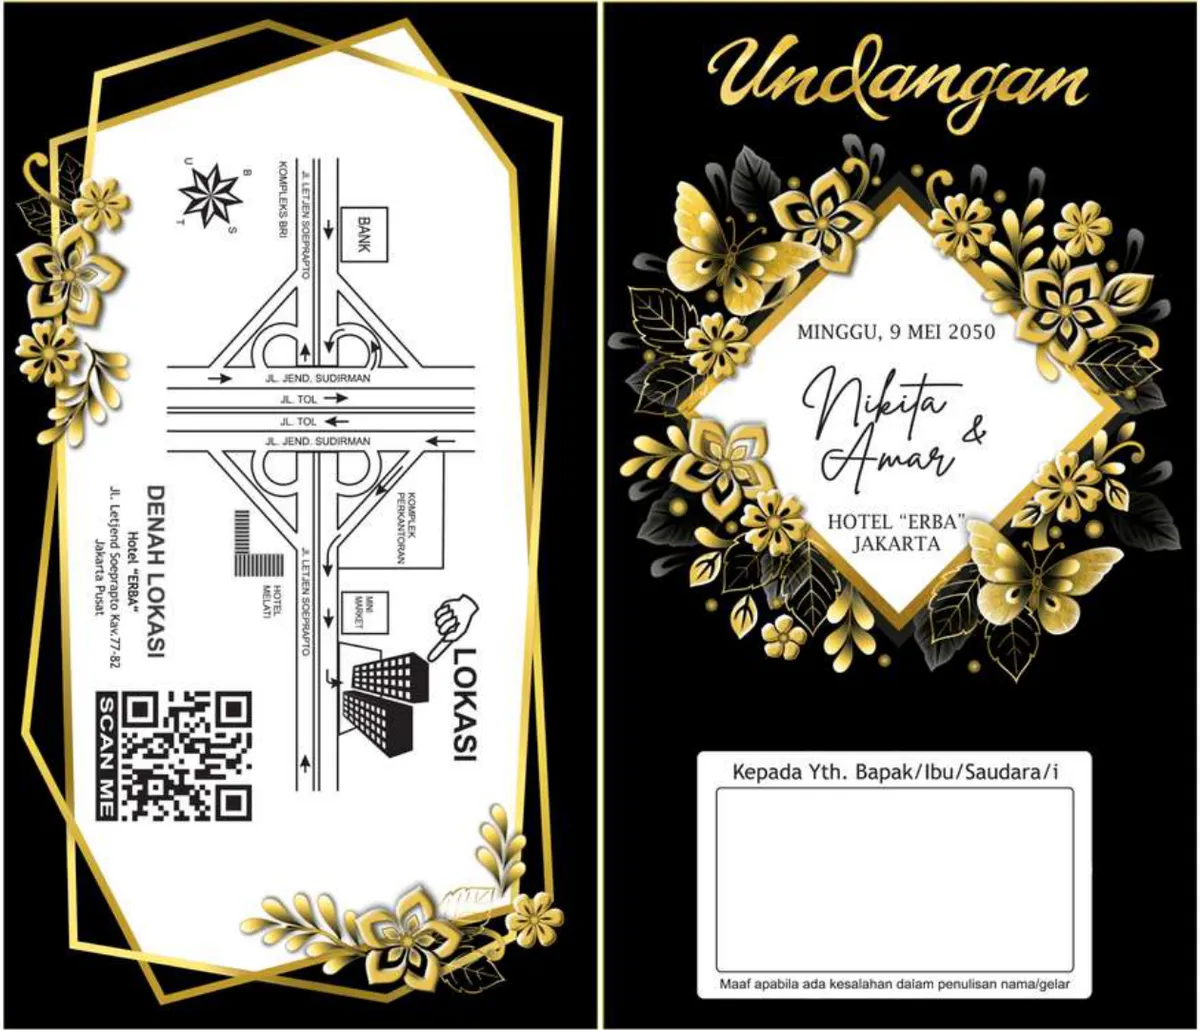 U
B
T
S
KOMPLEKS BRI
JL LETJEN SOEPRAPTO
BANK
JL. JEND. SUDIRMAN
JL. TOL
JL. TOL
JL. JEND. SUDIRMAN
KOMPLEK
PERKANTORAN
HOTEL
MELATI
JL LETJEN SOEPRAPTO
MINI
MARKET
LOKASI
DENAH LOKASI
Hotel "ERBA"
Jl. Letjend Soeprapto Kav.77-82
Jakarta Pusat
SCAN ME
Undangan
MINGGU, 9 MEI 2050
Nikita
& 
Amar
HOTEL “ERBA”
JAKARTA
Kepada Yth. Bapak/Ibu/Saudara/i
Maaf apabila ada kesalahan dalam penulisan nama/gelar